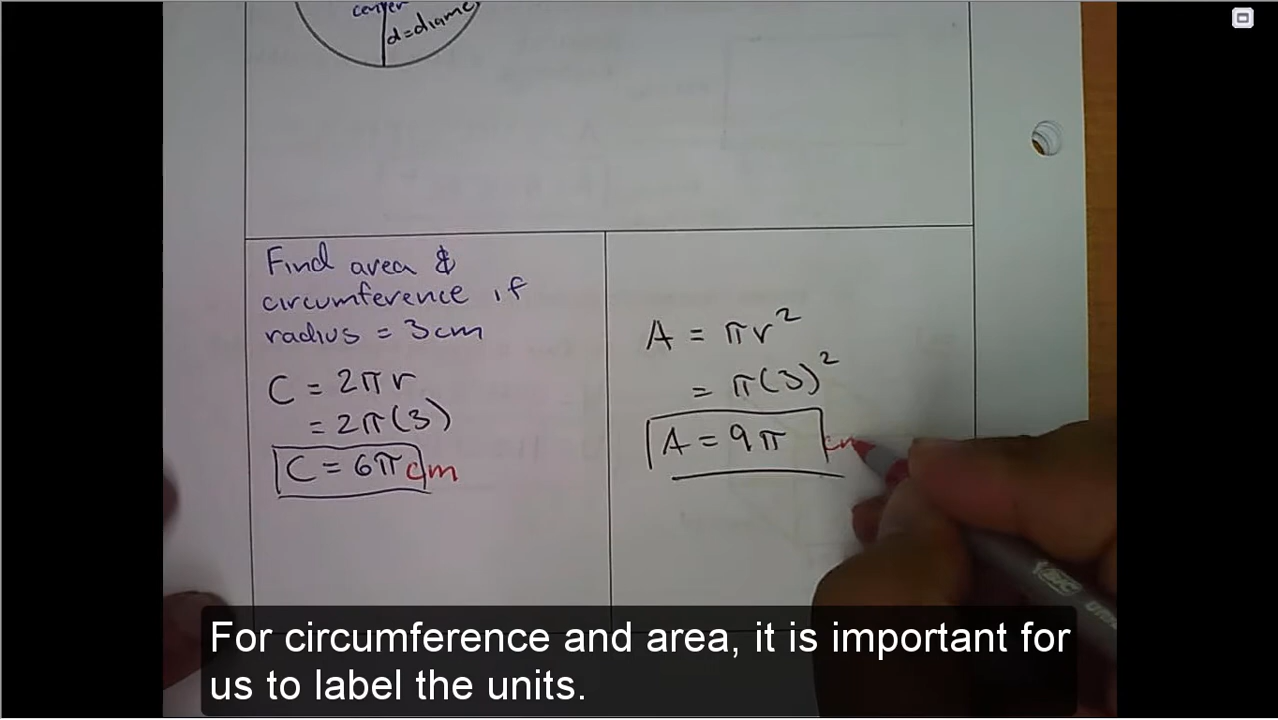 center
d=diame
Find area &
circumference if
radius = 3cm
C = 2πr
= 2π(3)
C = 6π cm
A = πr²
= π(3)²
A = 9π cm
BIC
For circumference and area, it is important for
us to label the units.